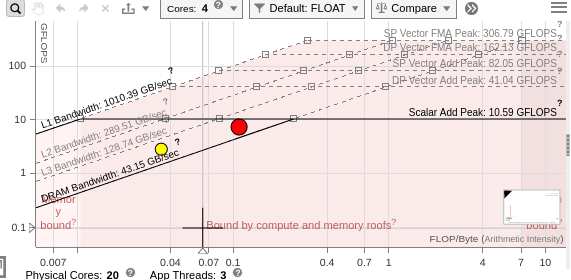 Cores: 4
Default: FLOAT
Compare
GFLOPS
SP Vector FMA Peak: 306.79 GFLOPS
?
DP Vector FMA Peak: 162.13 GFLOPS
?
SP Vector Add Peak: 82.05 GFLOPS
?
DP Vector Add Peak: 41.04 GFLOPS
?
Scalar Add Peak: 10.59 GFLOPS
L1 Bandwidth: 1010.39 GB/sec
?
L2 Bandwidth: 289.51 GB/sec
L3 Bandwidth: 128.74 GB/sec
?
DRAM Bandwidth: 43.15 GB/sec
100
10
1
0.1
y
bound?
Bound by compute and memory roofs?
bound?
FLOP/Byte (Arithmetic Intensity)
0.007
0.04
0.07
0.1
0.4
0.7
1
4
7
10
Physical Cores: 20
App Threads: 3